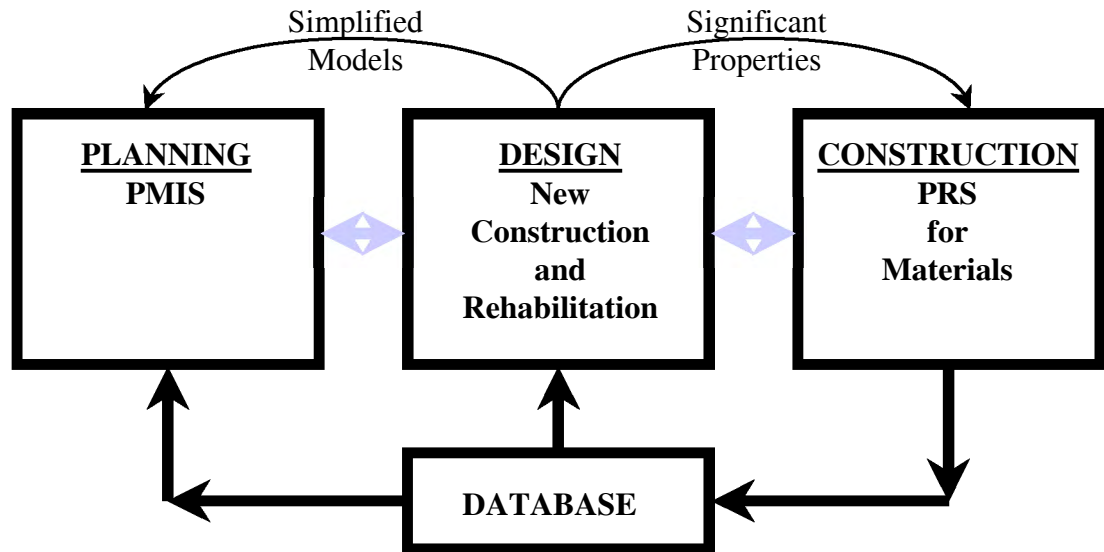 Simplified
Models
Significant
Properties
PLANNING
PMIS
DESIGN
New
Construction
and
Rehabilitation
CONSTRUCTION
PRS
for
Materials
DATABASE